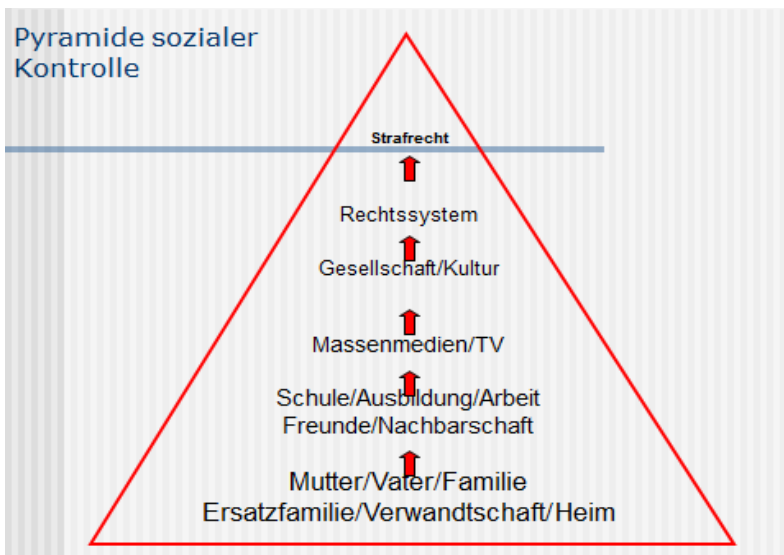 Pyramide sozialer
Kontrolle
Strafrecht
Rechtssystem
Gesellschaft/Kultur
Massenmedien/TV
Schule/Ausbildung/Arbeit
Freunde/Nachbarschaft
Mutter/Vater/Familie
Ersatzfamilie/Verwandtschaft/Heim